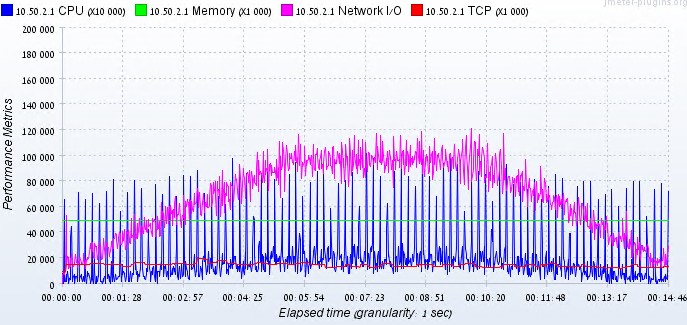 jmeter-plugins.org
10.50.2.1 CPU (X10 000) 10.50.2.1 Memory (X1 000) 10.50.2.1 Network I/O 10.50.2.1 TCP (X1 000)
200 000
180 000
160 000
140 000
120 000
100 000
80 000
60 000
40 000
20 000
0
Performance Metrics
00:00:00 00:01:28 00:02:57 00:04:25 00:05:54 00:07:23 00:08:51 00:10:20 00:11:48 00:13:17 00:14:46
Elapsed time (granularity: 1 sec)